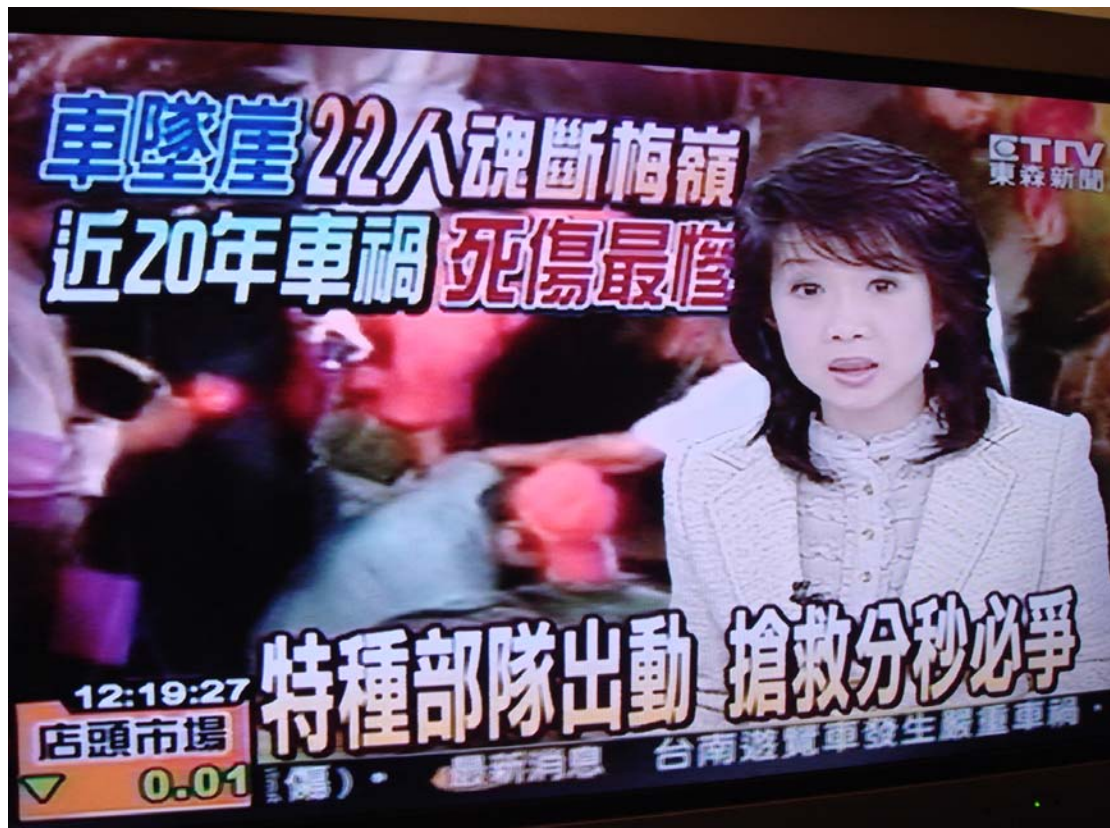 車墜崖 22人魂斷梅嶺
近20年車禍 死傷最慘
ETTV
東森新聞
特種部隊出動 搶救分秒必爭
12:19:27
店頭市場
▼ 0.01
傷)。 最新消息 台南遊覽車發生嚴重車禍,